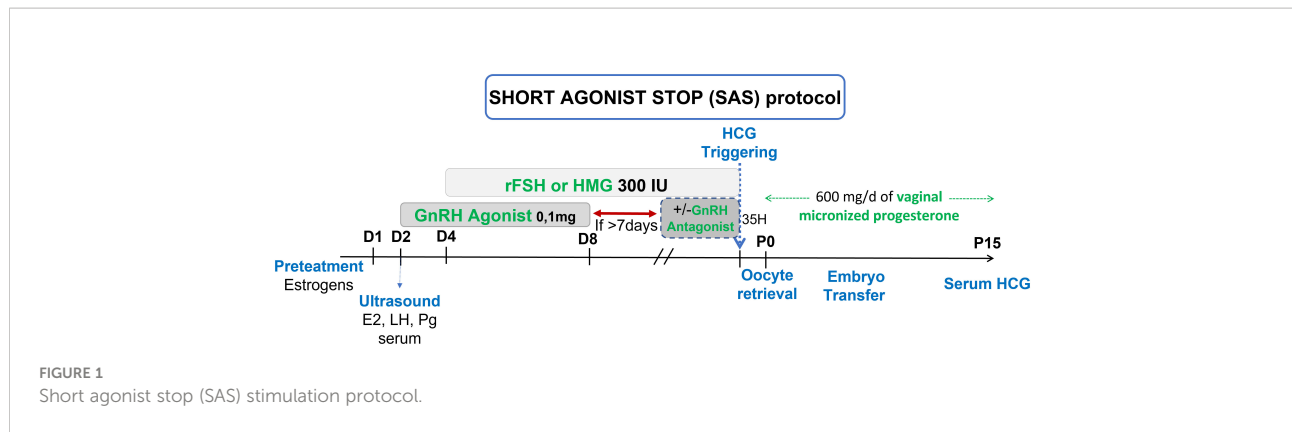 SHORT AGONIST STOP (SAS) protocol
HCG
Triggering
rFSH or HMG 300 IU
600 mg/d of vaginal
micronized progesterone
GnRH Agonist 0,1mg
If >7days
+/-GnRH
Antagonist
35H
D1
D2
D4
D8
P0
P15
Pretreatment
Estrogens
Ultrasound
E2, LH, Pg
serum
Oocyte
retrieval
Embryo
Transfer
Serum HCG
FIGURE 1
Short agonist stop (SAS) stimulation protocol.